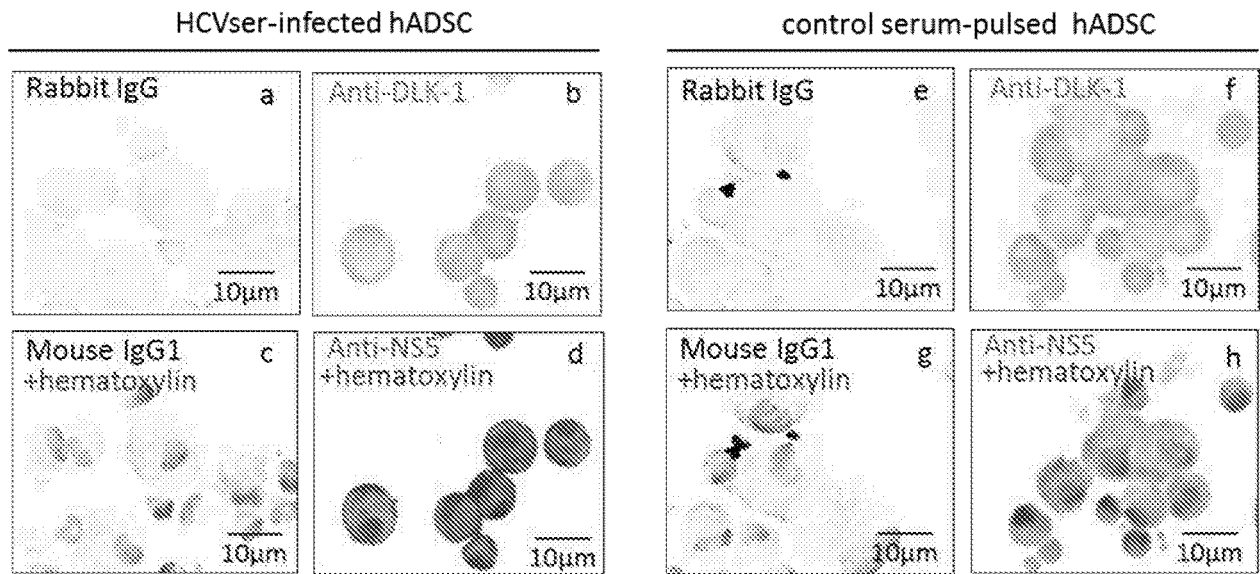 HCVser-infected hADSC
control serum-pulsed hADSC
Rabbit IgG a
Anti-DLK-1 b
Rabbit IgG e
Anti-DLK-1 f
10μm
10μm
10μm
10μm
Mouse IgG1 c
+hematoxylin
Anti-NS5 d
+hematoxylin
Mouse IgG1 g
+hematoxylin
Anti-NS5 h
+hematoxylin
10μm
10μm
10μm
10μm